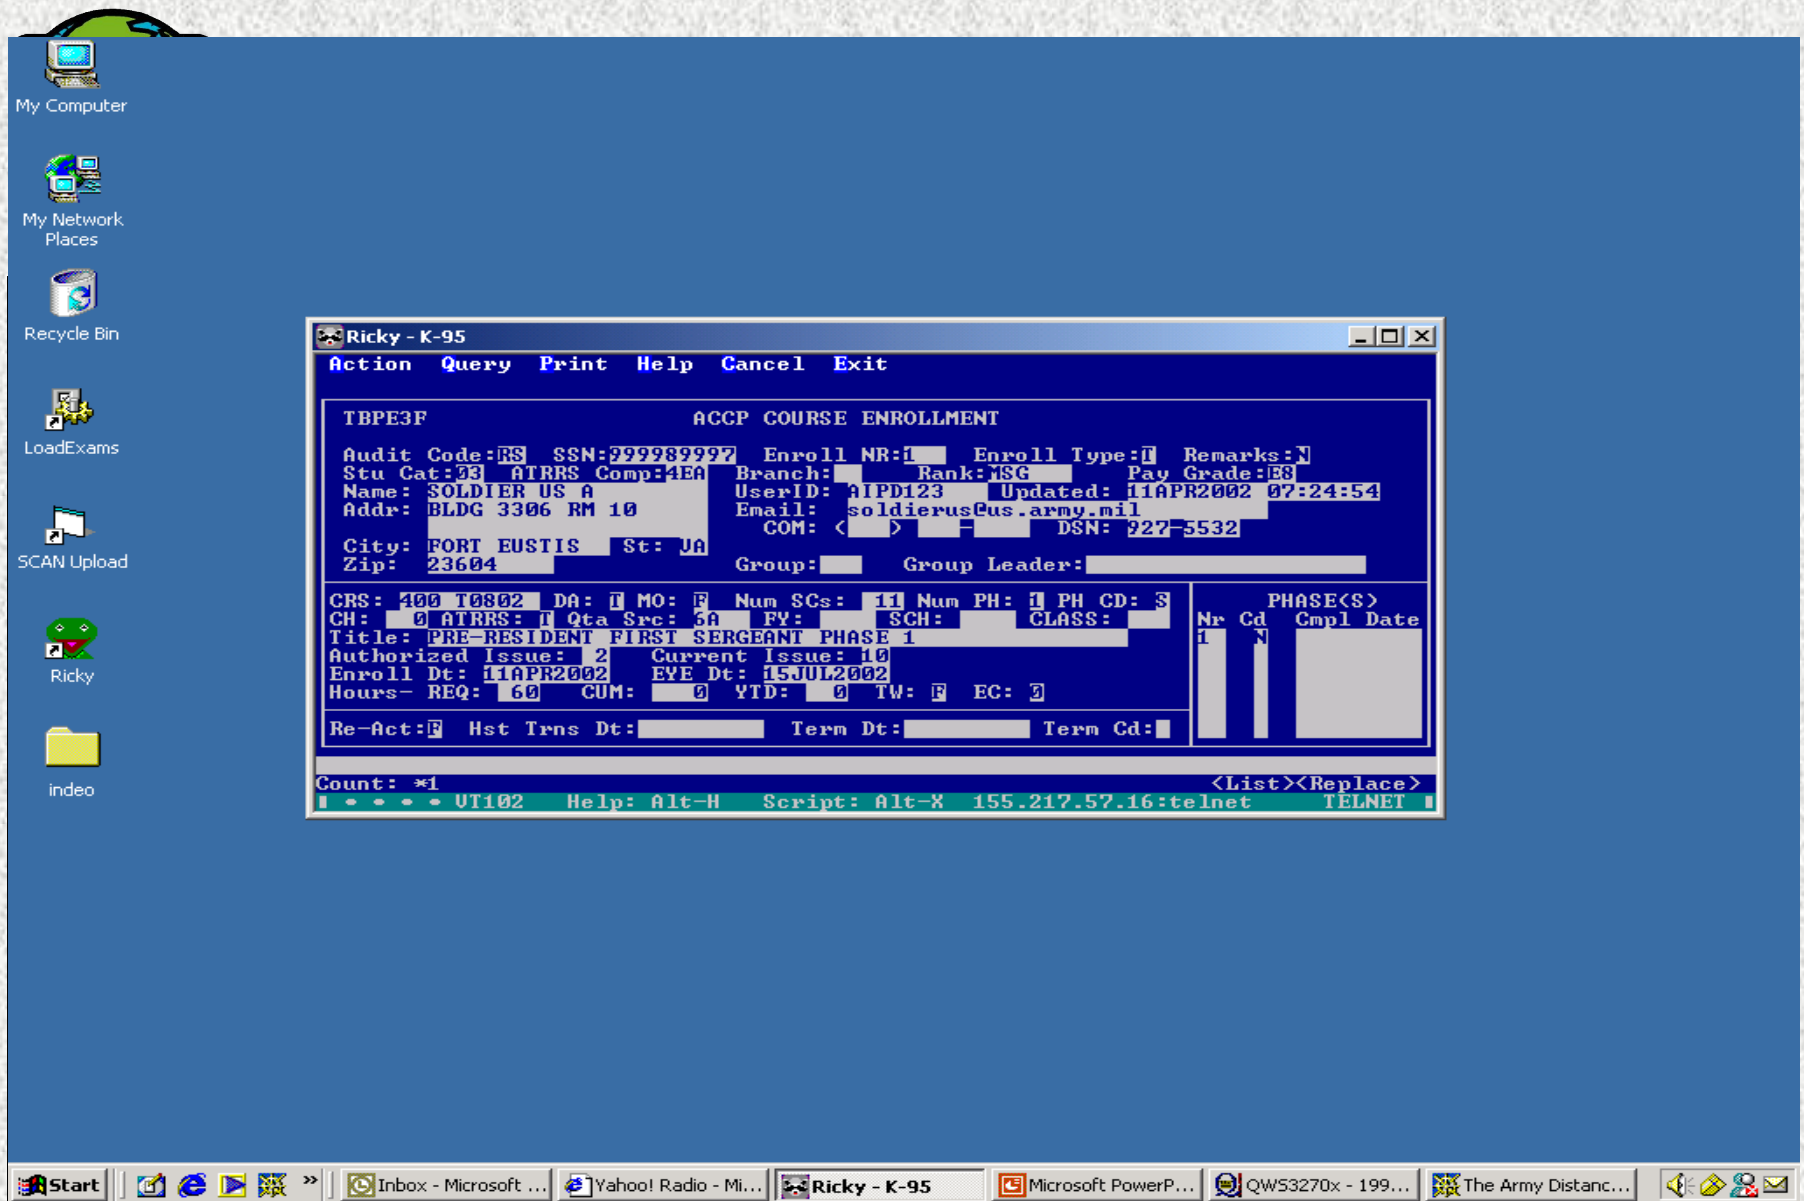 My Computer
My Network
Places
Recycle Bin
LoadExams
SCAN Upload
Ricky
indeo
Ricky - K-95
Action Query Print Help Cancel Exit
TBPE3F ACCP COURSE ENROLLMENT
Audit Code:RS SSN:999989997 Enroll NR:1 Enroll Type:T Remarks:N
Stu Cat:03 ATRRS Comp:4EA Branch: Rank:MSG Pay Grade:E8
Name: SOLDIER US A UserID: AIPD123 Updated: 11APR2002 07:24:54
Addr: BLDG 3306 RM 10 Email: soldierus@us.army.mil
COM: < > - DSN: 927-5532
City: FORT EUSTIS St: VA
Zip: 23604 Group: Group Leader:
CRS: 400 T0802 DA: T MO: F Num SCs: 11 Num PH: 1 PH CD: S PHASE(S)
CH: 0 ATRRS: T Qta Src: 6A FY: SCH: CLASS: Nr Cd Cmpl Date
Title: PRE-RESIDENT FIRST SERGEANT PHASE 1 1 N
Authorized Issue: 2 Current Issue: 10
Enroll Dt: 11APR2002 EYE Dt: 15JUL2002
Hours- REQ: 60 CUM: 0 YTD: 0 TW: F EC: 0
Re-Act:F Hst Trns Dt: Term Dt: Term Cd:
Count: *1 <List><Replace>
VT102 Help: Alt-H Script: Alt-X 155.217.57.16:telnet TELNET
Start » Inbox - Microsoft ... Yahoo! Radio - Mi... Ricky - K-95 Microsoft PowerP... QWS3270x - 199... The Army Distanc...